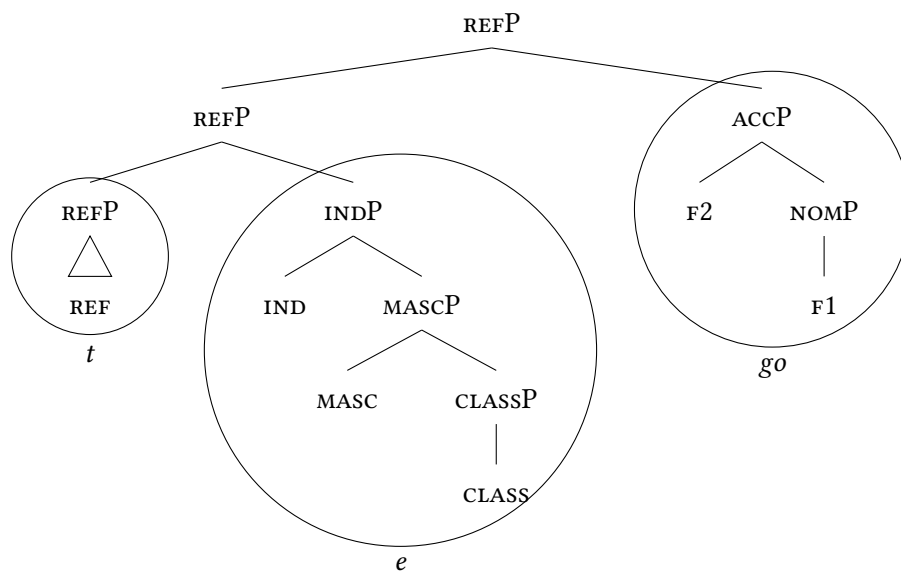 REFP
REFP ACCP
REFP INDP F2 NOMP
REF IND MASCP F1
t go
MASC CLASSP
CLASS
e